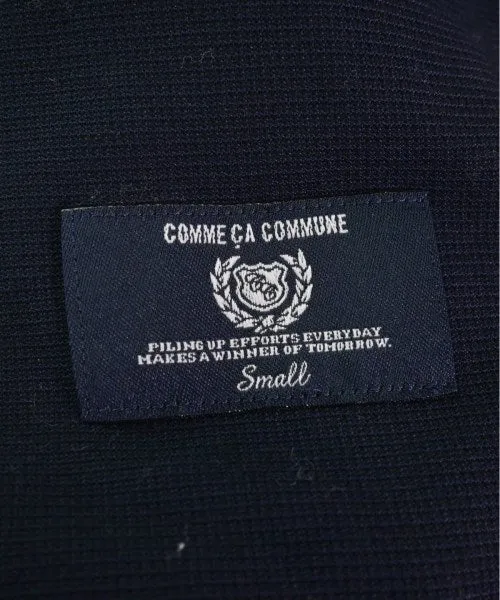 COMME ÇA COMMUNE
PILING UP EFFORTS EVERYDAY
MAKES A WINNER OF TOMORROW.
Small